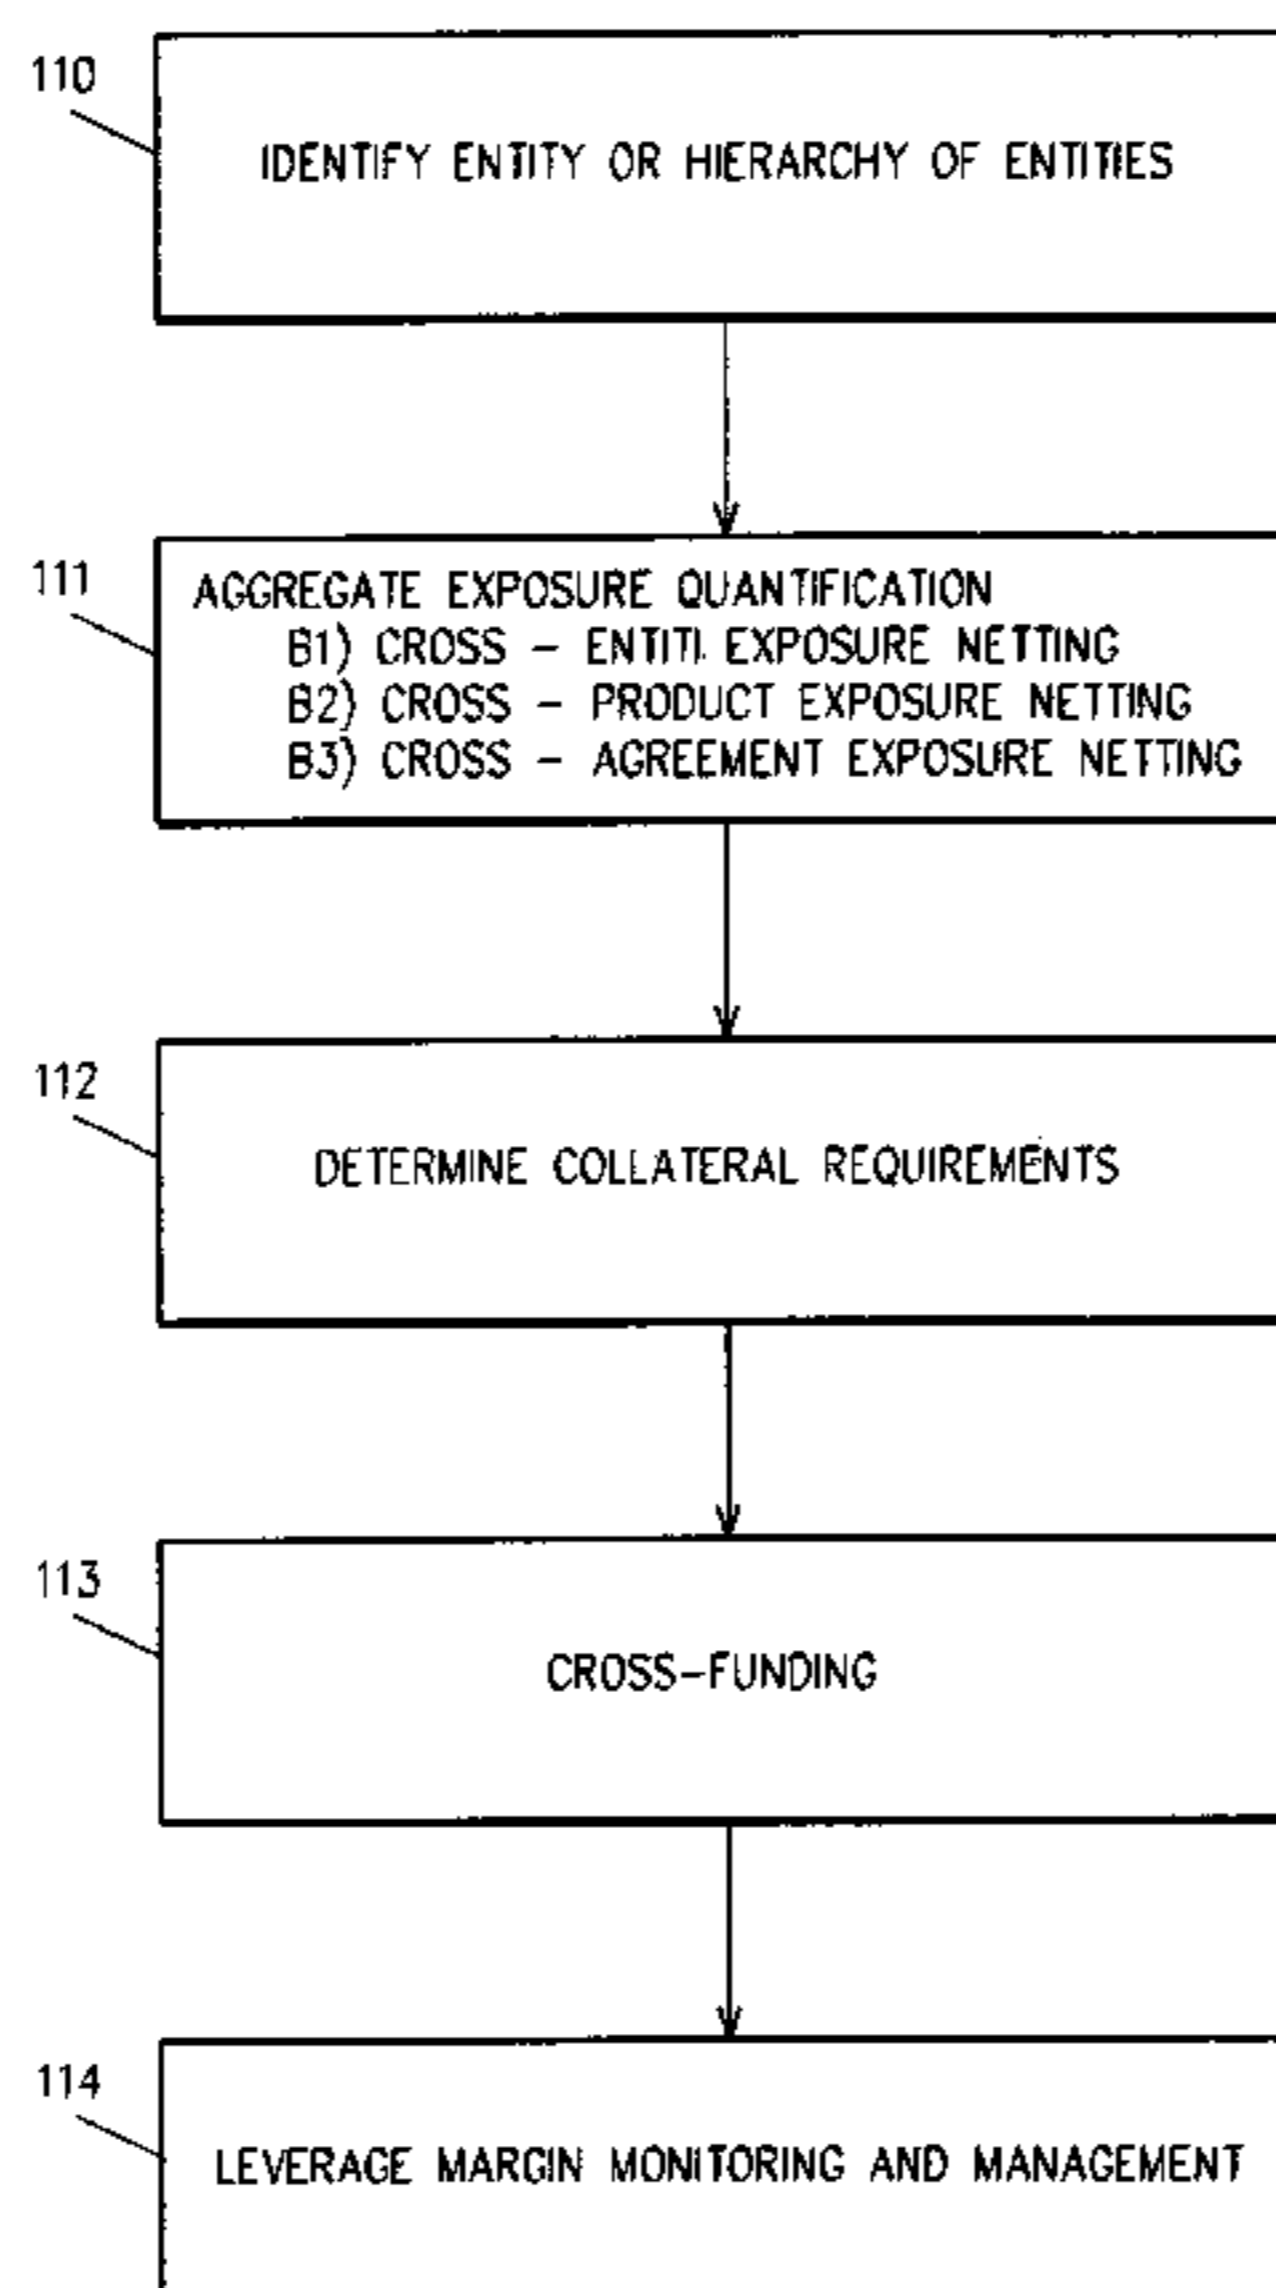 110
IDENTIFY ENTITY OR HIERARCHY OF ENTITIES
111
AGGREGATE EXPOSURE QUANTIFICATION
B1) CROSS - EXPOSURE NETTING
B2) CROSS - PRODUCT EXPOSURE NETTING
B3) CROSS - AGREEMENT EXPOSURE NETTING
112
DETERMINE COLLATERAL REQUIREMENTS
113
CROSS-FUNDING
114
LEVERAGE MARGIN MONITORING AND MANAGEMENT